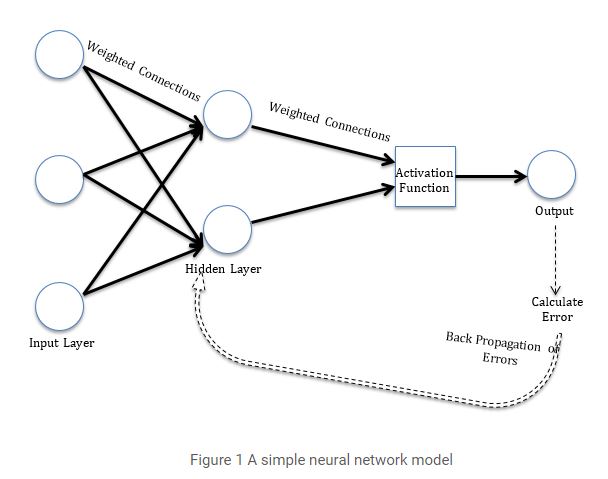 Weighted Connections
Weighted Connections
Activation
Function
Output
Hidden Layer
Calculate
Error
Input Layer
Back Propagation of
Errors
Figure 1 A simple neural network model